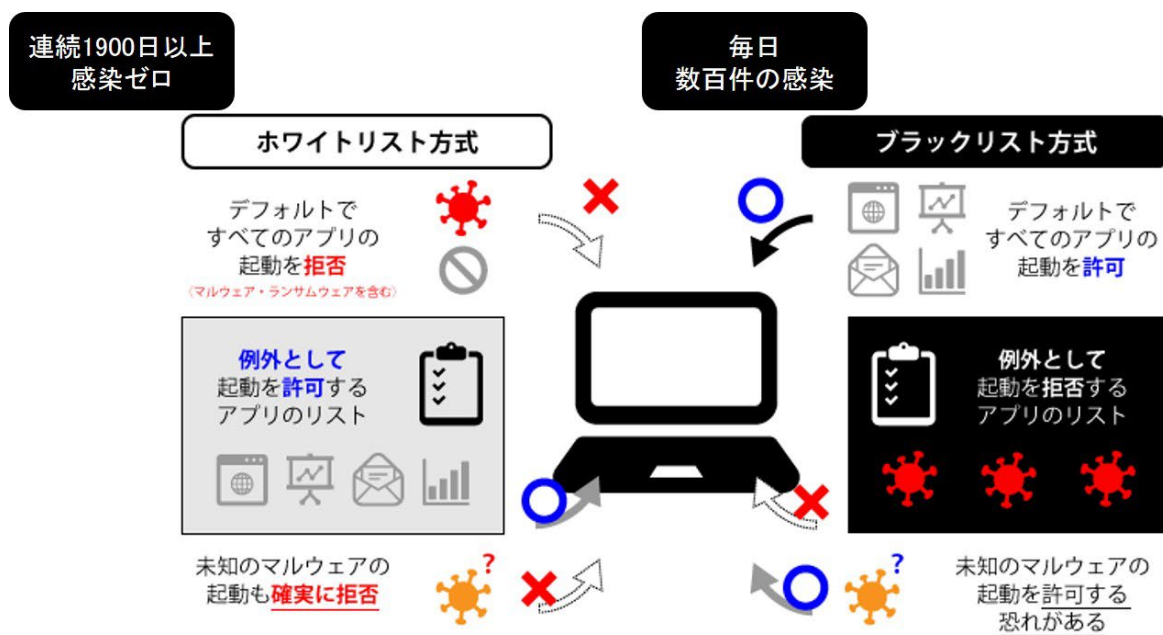 連続1900日以上
感染ゼロ
毎日
数百件の感染
ホワイトリスト方式
ブラックリスト方式
デフォルトで
すべてのアプリの
起動を拒否
(マルウェア・ランサムウェアを含む)
デフォルトで
すべてのアプリの
起動を許可
例外として
起動を許可する
アプリのリスト
例外として
起動を拒否する
アプリのリスト
未知のマルウェアの
起動も確実に拒否
?
?
未知のマルウェアの
起動を許可する
恐れがある